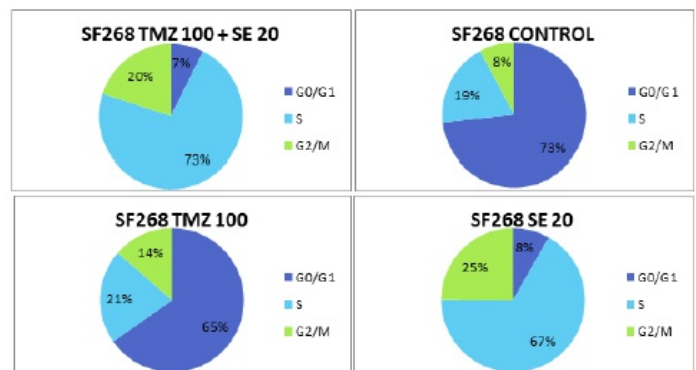 SF268 TMZ 100 + SE 20
7%
20%
73%
G0/G1
S
G2/M
SF268 CONTROL
8%
19%
73%
G0/G1
S
G2/M
SF268 TMZ 100
14%
21%
65%
G0/G1
S
G2/M
SF268 SE 20
8%
25%
67%
G0/G1
S
G2/M